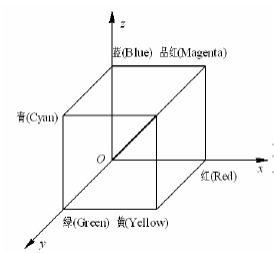 z
蓝(Blue) 品红(Magenta)
青(Cyan)
O
x
红(Red)
绿(Green) 黄(Yellow)
y